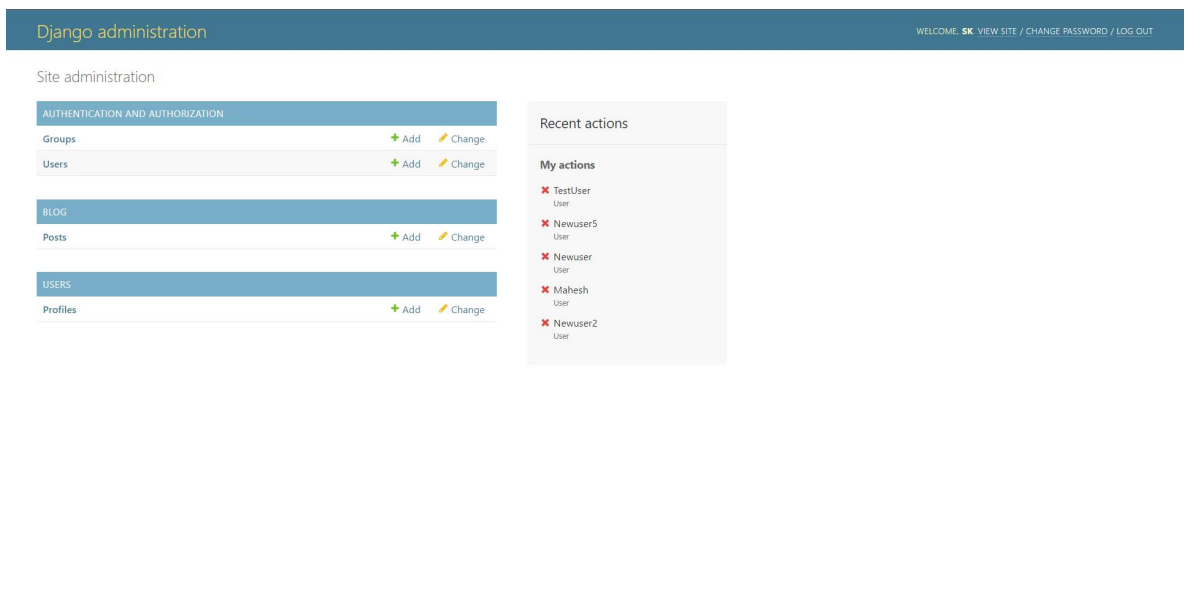 Django administration
WELCOME, SK. VIEW SITE / CHANGE PASSWORD / LOG OUT
Site administration
AUTHENTICATION AND AUTHORIZATION
Groups + Add Change
Users + Add Change
BLOG
Posts + Add Change
USERS
Profiles + Add Change
Recent actions
My actions
TestUser
User
Newuser5
User
Newuser
User
Mahesh
User
Newuser2
User